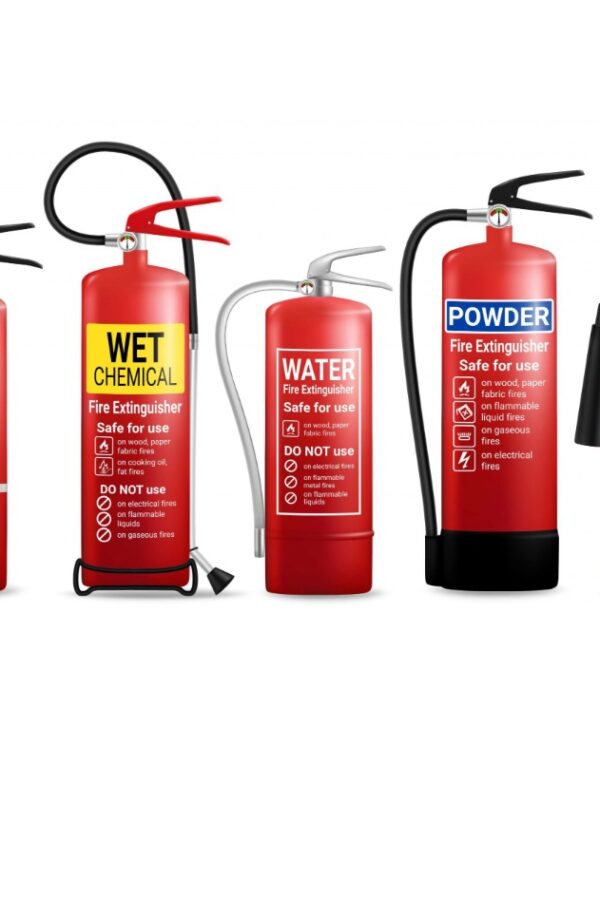 WET
CHEMICAL
Fire Extinguisher
Safe for use
on wood, paper
fabric fires
on cooking oil,
fat fires
DO NOT use
on electrical fires
on flammable
liquids
on gaseous fires
WATER
Fire Extinguisher
Safe for use
on wood, paper
fabric fires
DO NOT use
on electrical fires
on flammable
metal fires
on flammable
liquids
POWDER
Fire Extinguisher
Safe for use
on wood, paper
fabric fires
on flammable
liquid fires
on gaseous
fires
on electrical
fires